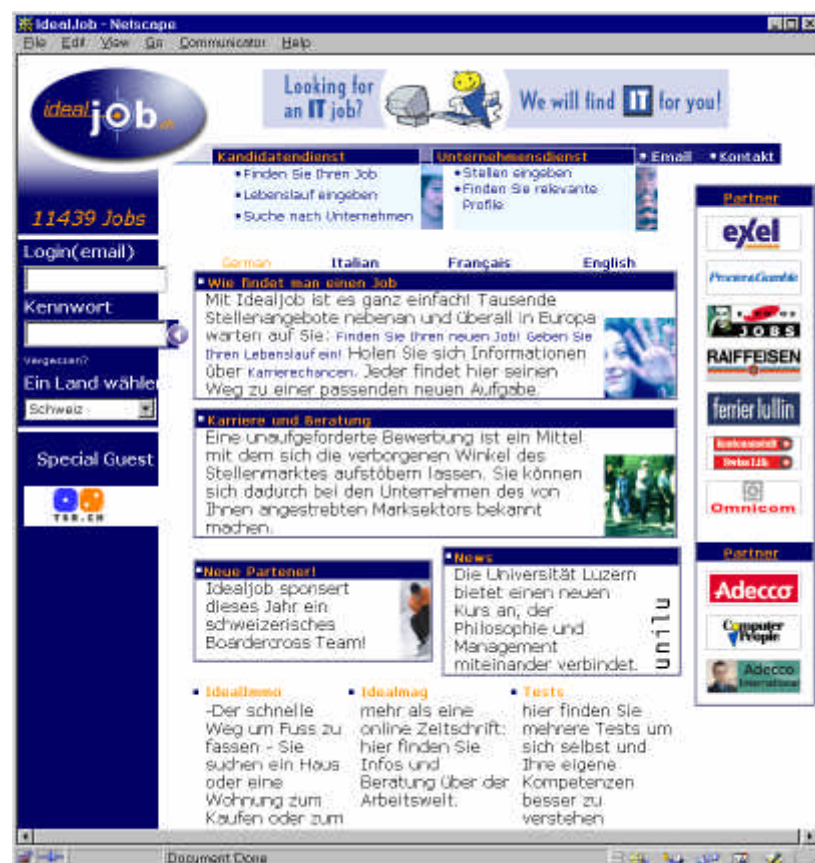 IdealJob - Netscape
File Edit View Go Communicator Help
Looking for
an IT job?
We will find IT for you!
ideal job.ch
Kandidatendienst
• Finden Sie Ihren Job
• Lebenslauf eingeben
• Suche nach Unternehmen
Unternehmensdienst
• Stellen eingeben
• Finden Sie relevante
Profile
• Email • Kontakt
11439 Jobs
Login(email)
Kennwort
Vergessen?
Ein Land wählen
Schweiz
Special Guest
TSR.CH
German Italian Français English
Wie findet man einen Job
Mit Idealjob ist es ganz einfach! Tausende
Stellenangebote nebenan und überall in Europa
warten auf Sie: Finden Sie Ihren neuen Job! Geben Sie
Ihren Lebenslauf ein! Holen Sie sich Informationen
über Karrierechancen. Jeder findet hier seinen
Weg zu einer passenden neuen Aufgabe.
Karriere und Beratung
Eine unaufgeforderte Bewerbung ist ein Mittel
mit dem sich die verborgenen Winkel des
Stellenmarktes aufstöbern lassen. Sie können
sich dadurch bei den Unternehmen des von
Ihnen angestrebten Marksektors bekannt
machen.
Neue Partener!
Idealjob sponsert
dieses Jahr ein
schweizerisches
Boardercross Team!
News
Die Universität Luzern
bietet einen neuen
Kurs an, der
Philosophie und
Management
miteinander verbindet.
unilu
IdealImmo
-Der schnelle
Weg um Fuss zu
fassen - Sie
suchen ein Haus
oder eine
Wohnung zum
Kaufen oder zum
Idealmag
mehr als eine
online Zeitschrift:
hier finden Sie
Infos und
Beratung über der
Arbeitswelt.
Tests
hier finden Sie
mehrere Tests um
sich selbst und
Ihre eigene
Kompetenzen
besser zu
verstehen
Partner
exel
Procter&Gamble
JOBS
RAIFFEISEN
ferrier lullin
Rentenanstalt
Swiss Life
Omnicom
Partner
Adecco
Computer
People
Adecco
International
Document Done